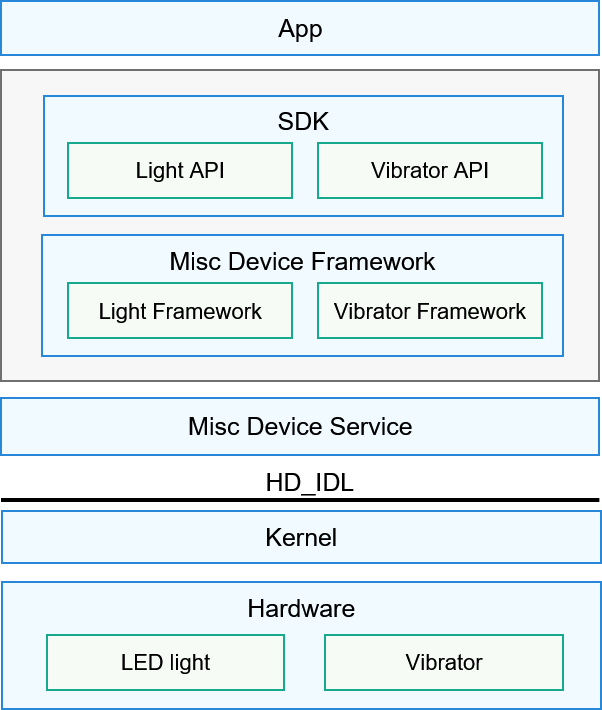 App
SDK
Light API
Vibrator API
Misc Device Framework
Light Framework
Vibrator Framework
Misc Device Service
HD_IDL
Kernel
Hardware
LED light
Vibrator